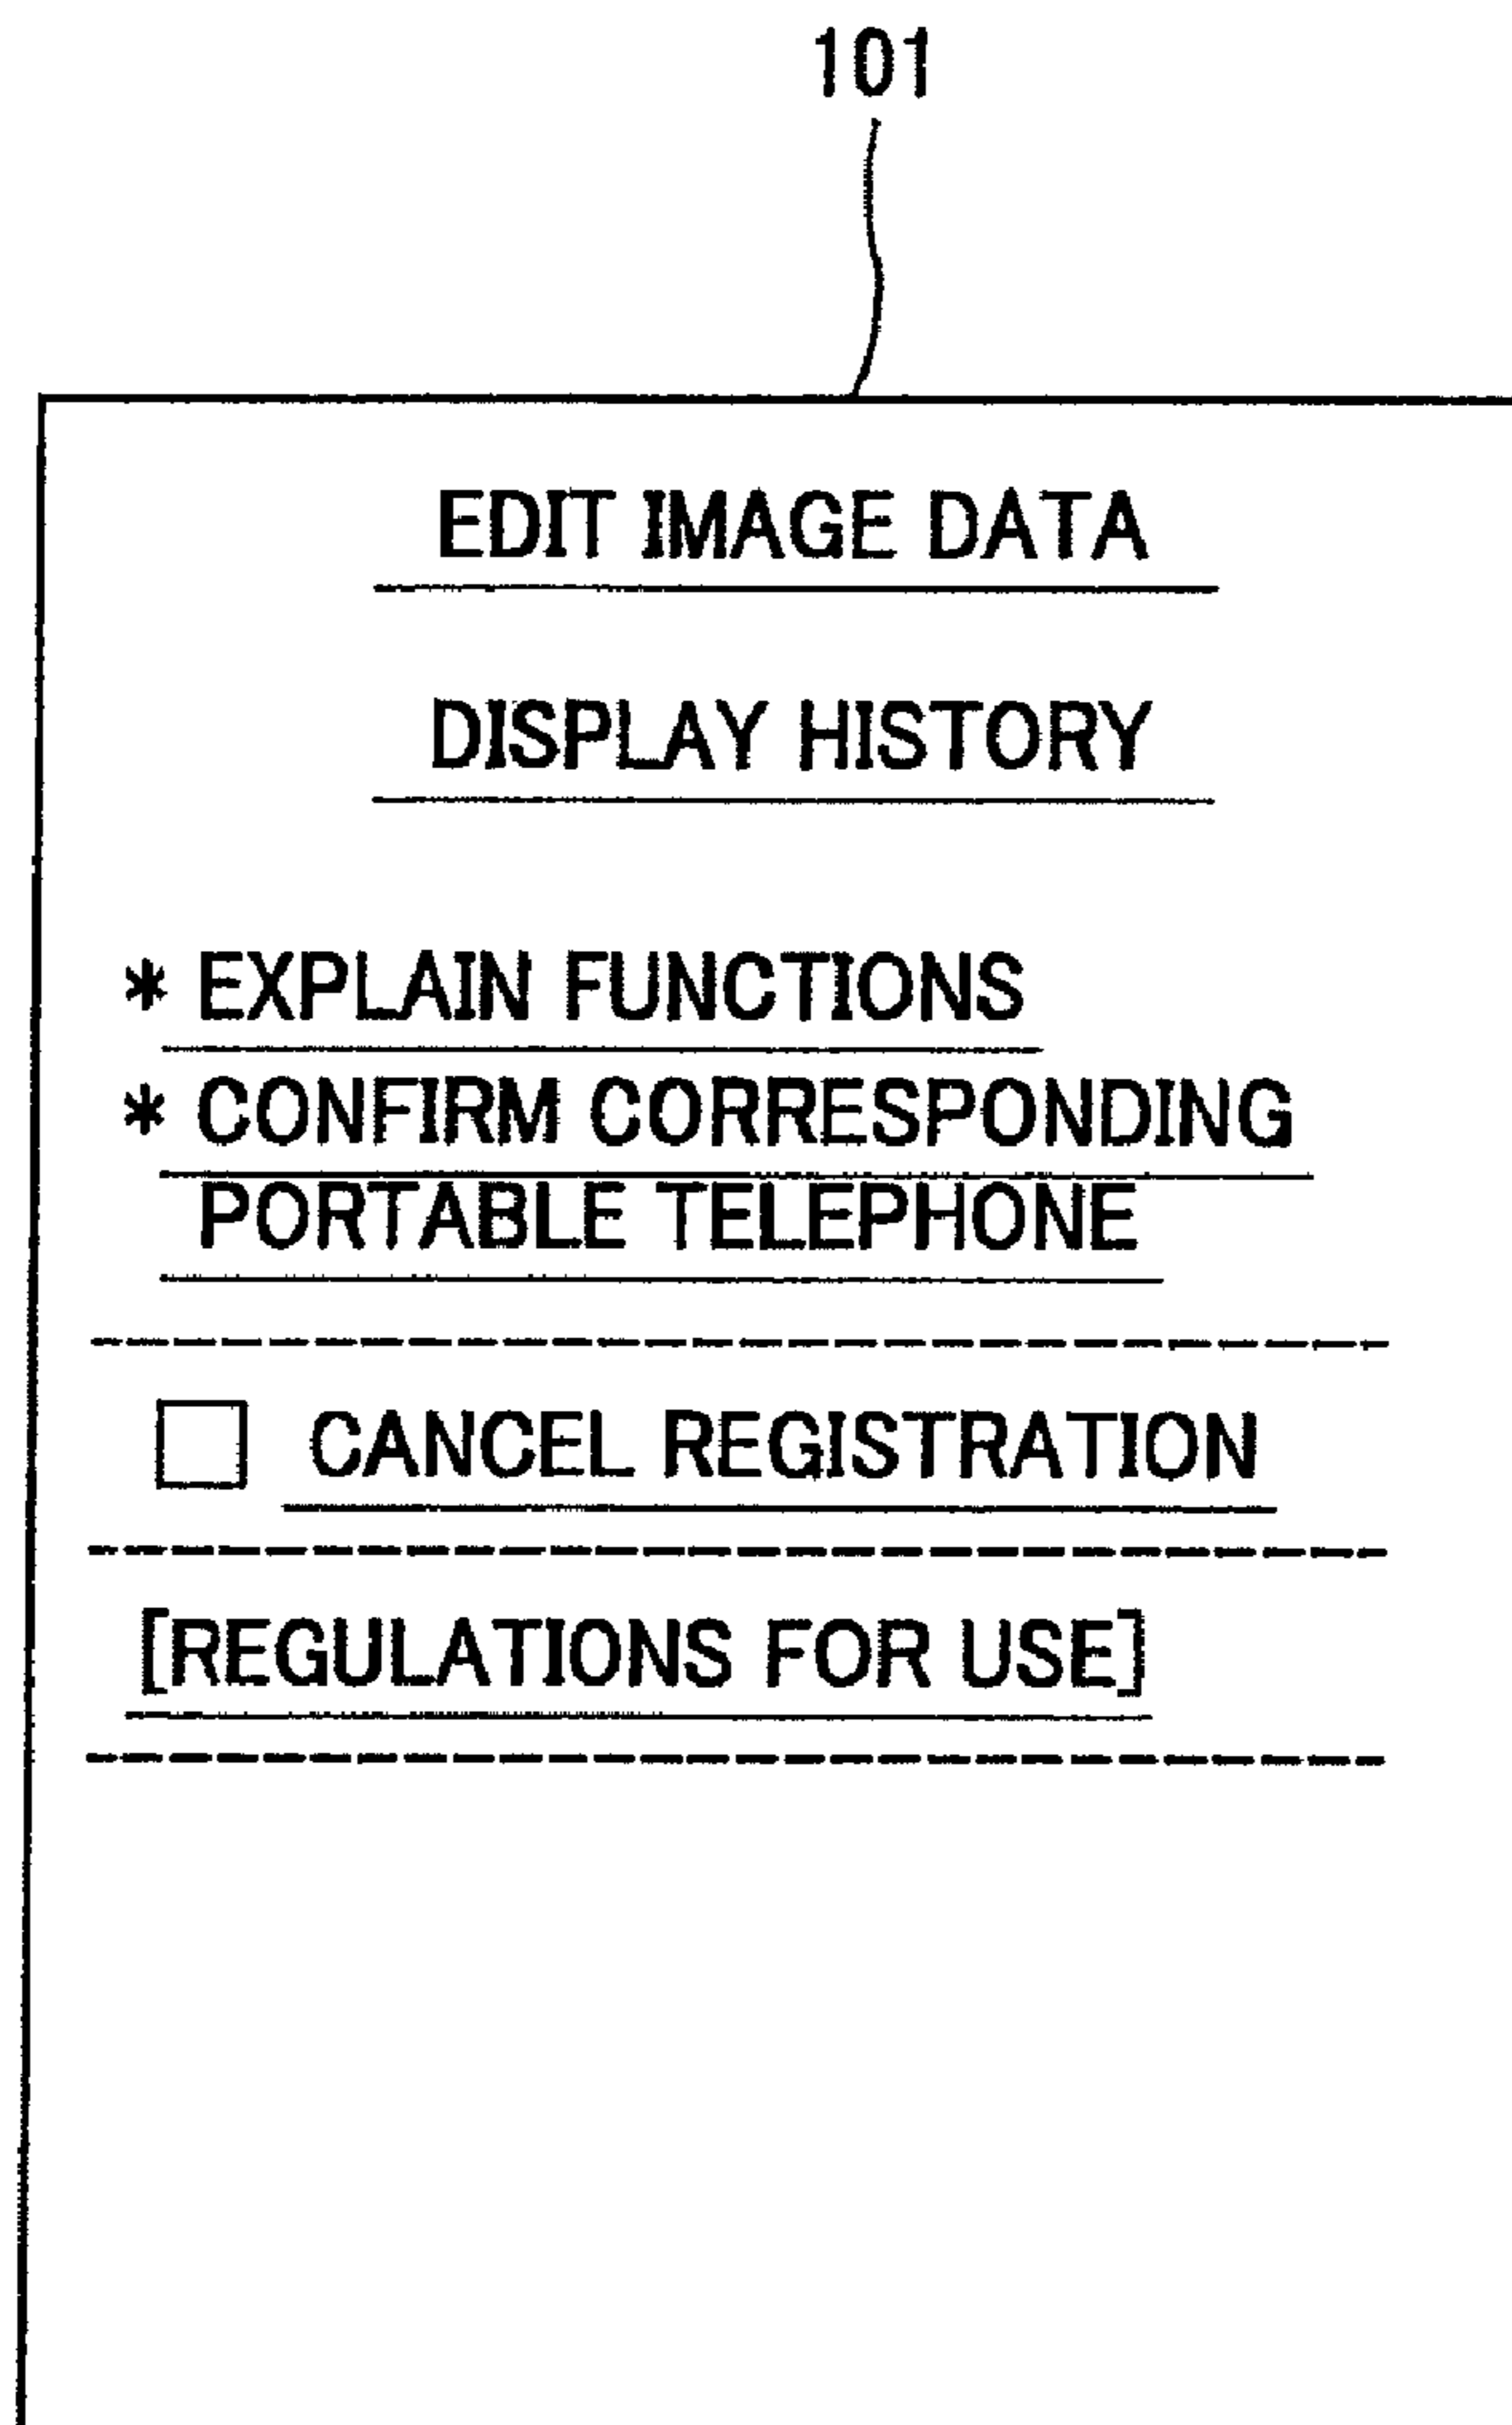 101
EDIT IMAGE DATA
DISPLAY HISTORY
* EXPLAIN FUNCTIONS
* CONFIRM CORRESPONDING
PORTABLE TELEPHONE
CANCEL REGISTRATION
[REGULATIONS FOR USE]